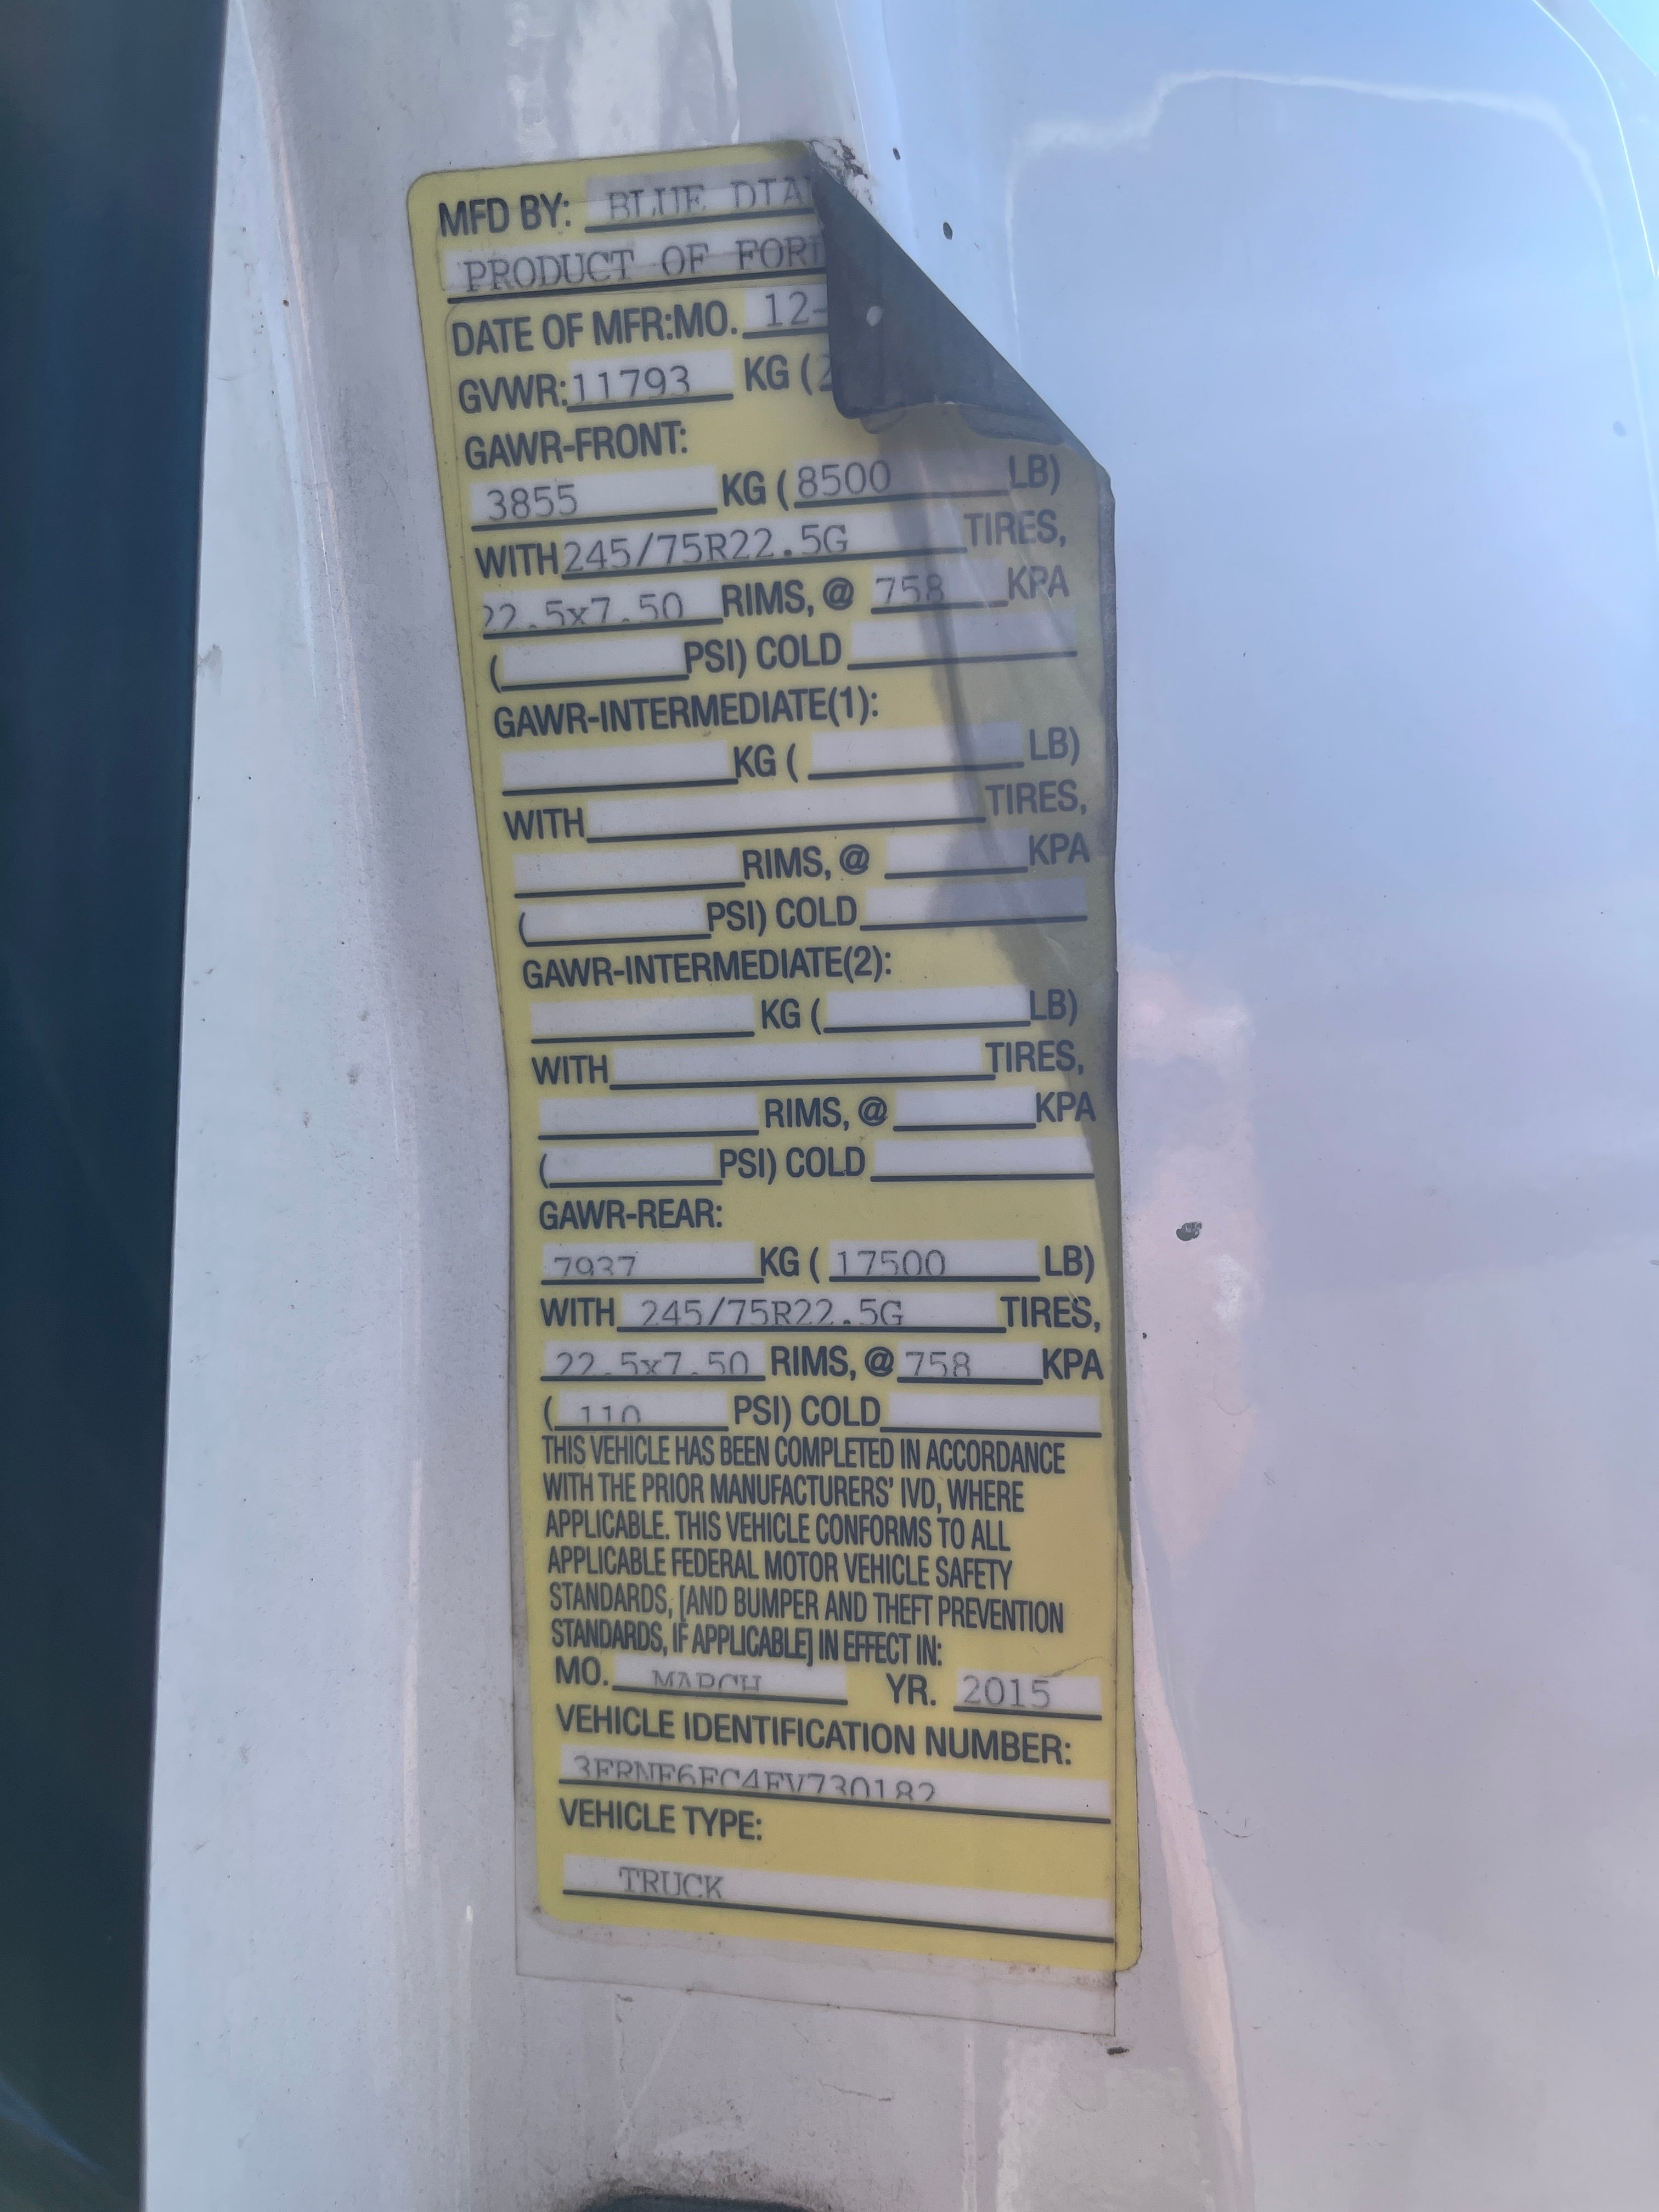 MFD BY: BLUE DIA
PRODUCT OF FOR
DATE OF MFR:MO. 12-
GVWR: 11793 KG (2
GAWR-FRONT:
3855 KG ( 8500 LB)
WITH 245/75R22.5G TIRES,
22.5x7.50 RIMS, @ 758 KPA
( PSI) COLD
GAWR-INTERMEDIATE(1):
KG ( LB)
WITH TIRES,
RIMS, @ KPA
( PSI) COLD
GAWR-INTERMEDIATE(2):
KG ( LB)
WITH TIRES,
RIMS, @ KPA
( PSI) COLD
GAWR-REAR:
7937 KG ( 17500 LB)
WITH 245/75R22.5G TIRES,
22.5x7.50 RIMS, @ 758 KPA
( 110 PSI) COLD
THIS VEHICLE HAS BEEN COMPLETED IN ACCORDANCE
WITH THE PRIOR MANUFACTURERS' IVD, WHERE
APPLICABLE. THIS VEHICLE CONFORMS TO ALL
APPLICABLE FEDERAL MOTOR VEHICLE SAFETY
STANDARDS, [AND BUMPER AND THEFT PREVENTION
STANDARDS, IF APPLICABLE] IN EFFECT IN:
MO. MARCH YR. 2015
VEHICLE IDENTIFICATION NUMBER:
3FRNF6FC4FV730182
VEHICLE TYPE:
TRUCK